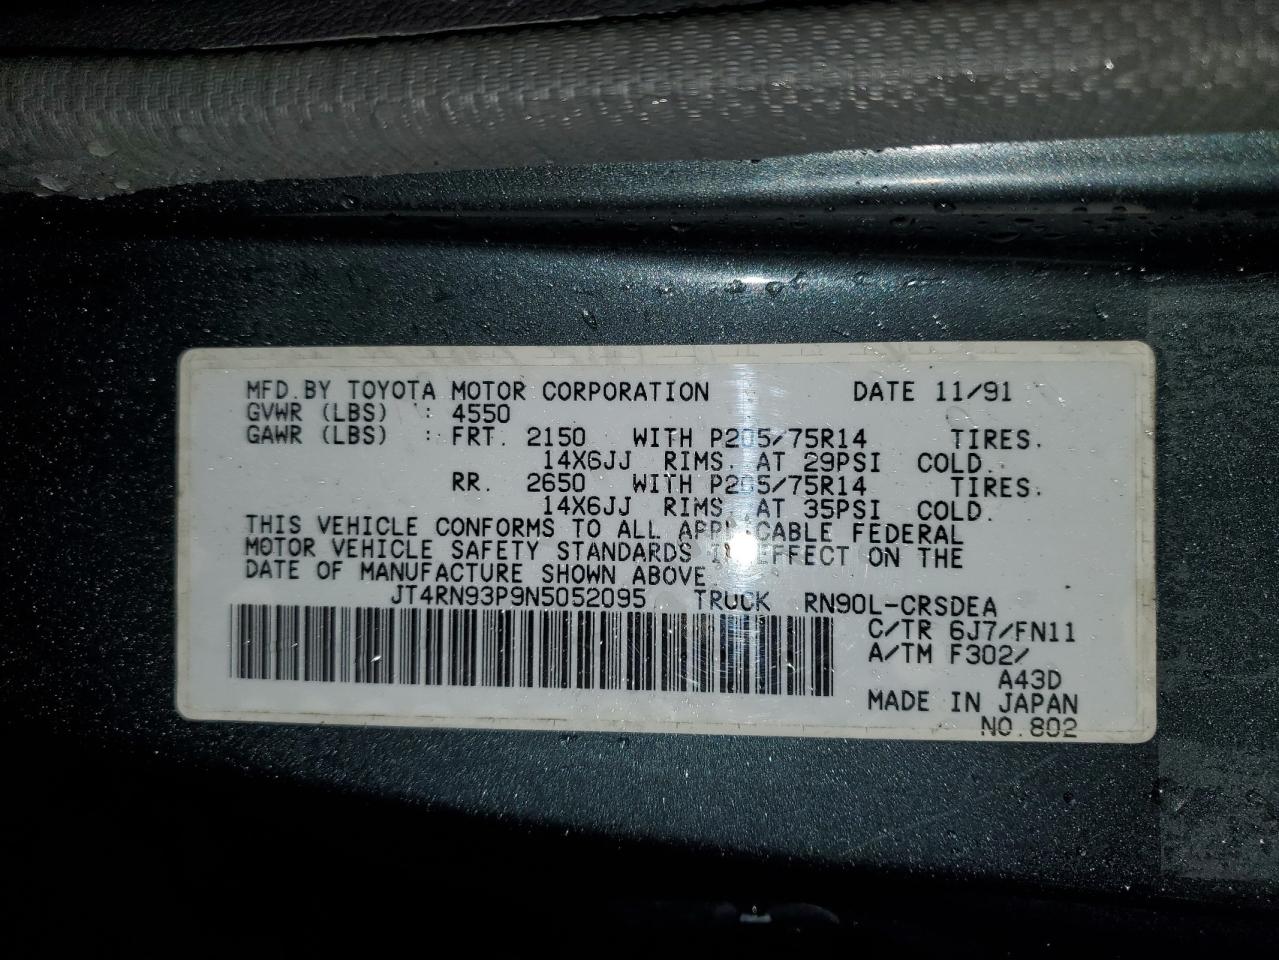 MFD.BY TOYOTA MOTOR CORPORATION DATE 11/91
GVWR (LBS) : 4550
GAWR (LBS) : FRT. 2150 WITH P205/75R14 TIRES.
14X6JJ RIMS, AT 29PSI COLD.
RR. 2650 WITH P205/75R14 TIRES.
14X6JJ RIMS, AT 35PSI COLD.
THIS VEHICLE CONFORMS TO ALL APPLICABLE FEDERAL
MOTOR VEHICLE SAFETY STANDARDS IN EFFECT ON THE
DATE OF MANUFACTURE SHOWN ABOVE.
JT4RN93P9N5052095 TRUCK RN90L-CRSDEA
C/TR 6J7/FN11
A/TM F302/
A43D
MADE IN JAPAN
NO.802